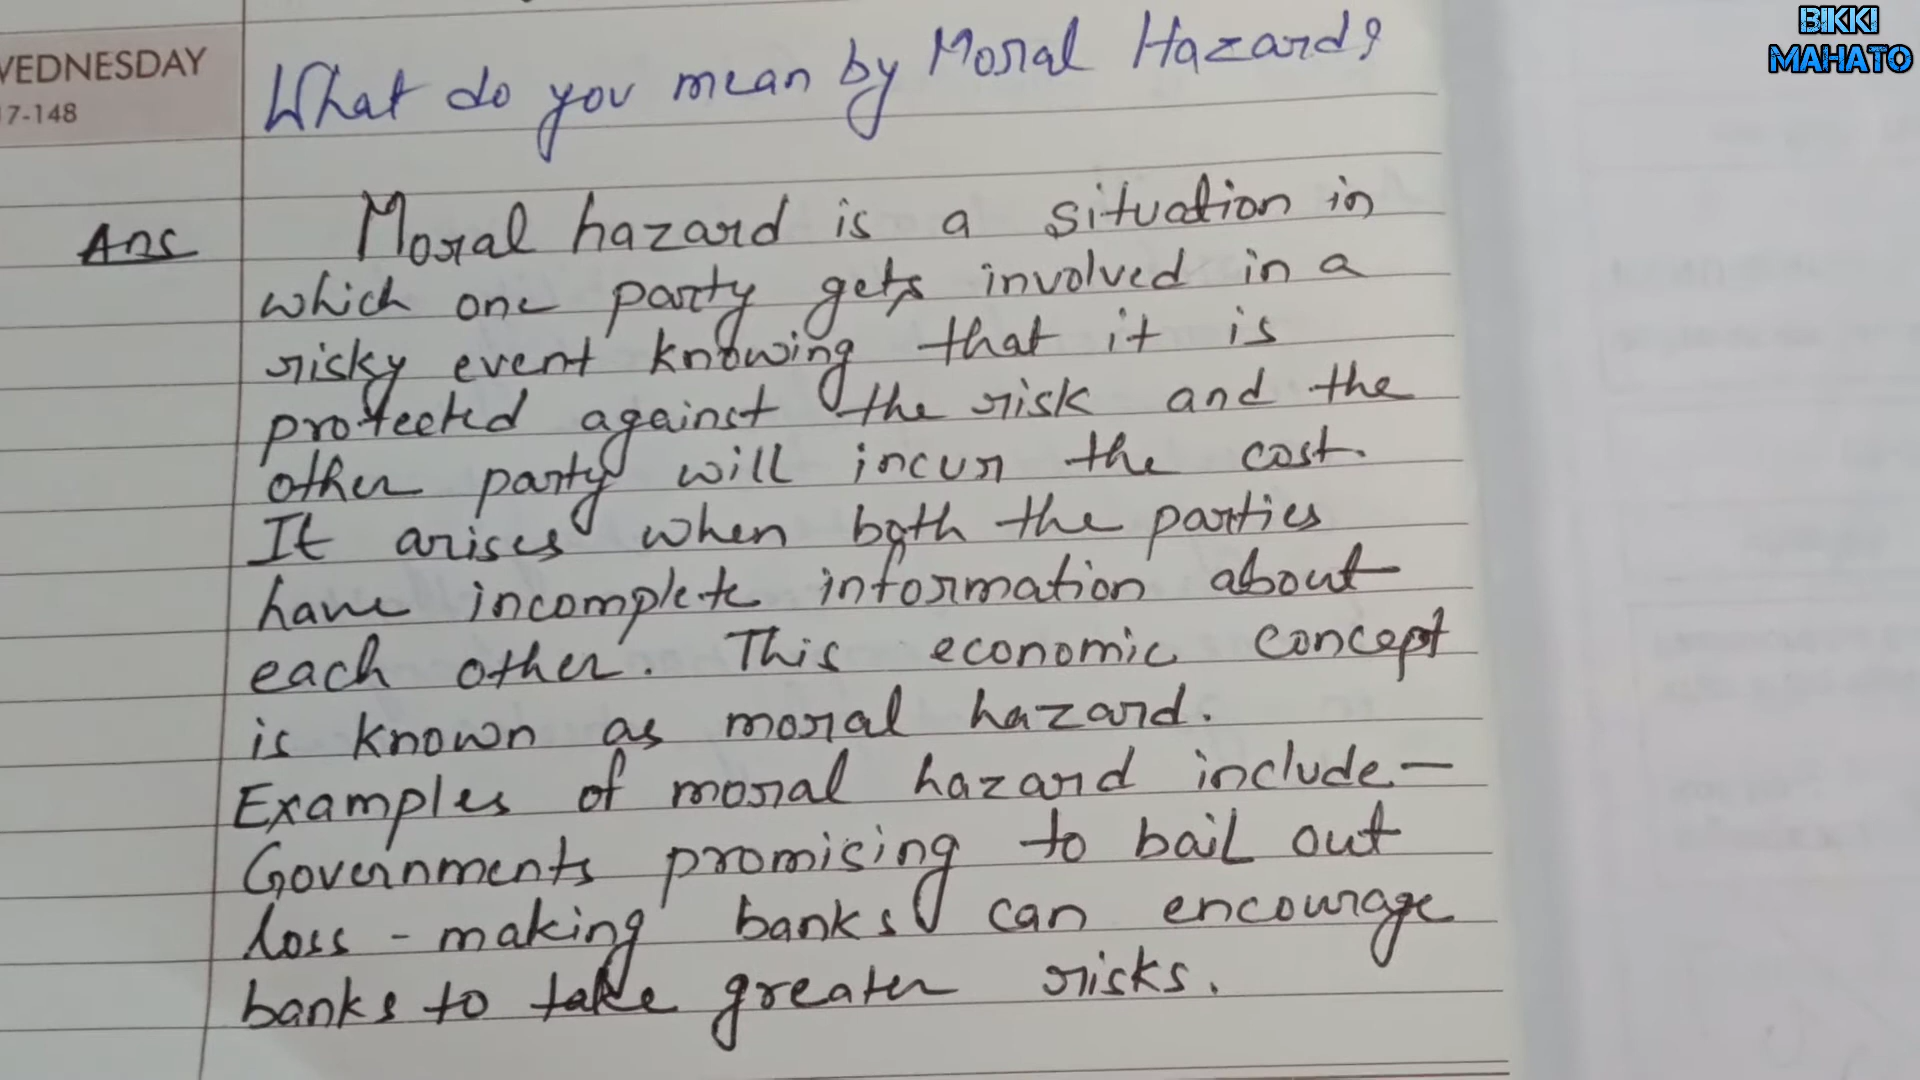 BIKKI
MAHATO
WEDNESDAY
17-148
What do you mean by Moral Hazard?
Ans
Moral hazard is a situation in
which one party gets involved in a
risky event knowing that it is
protected against the risk and the
other party will incur the cost.
It arises when both the parties
have incomplete information about
each other. This economic concept
is known as moral hazard.
Examples of moral hazard include—
Governments promising to bail out
loss-making banks can encourage
banks to take greater risks.